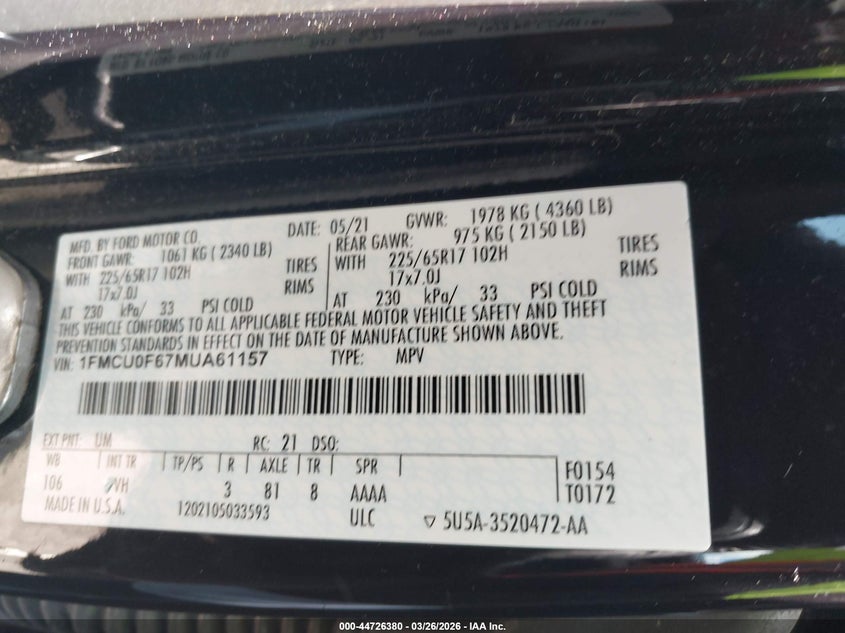 MFD. BY FORD MOTOR CO.
DATE: 05/21 GVWR: 1978 KG ( 4360 LB)
FRONT GAWR: 1061 KG ( 2340 LB)
WITH 225/65R17 102H TIRES
17x7.0J RIMS
AT 230 kPa/ 33 PSI COLD
REAR GAWR: 975 KG ( 2150 LB)
WITH 225/65R17 102H TIRES
17x7.0J RIMS
AT 230 kPa/ 33 PSI COLD
THIS VEHICLE CONFORMS TO ALL APPLICABLE FEDERAL MOTOR VEHICLE SAFETY AND THEFT
PREVENTION STANDARDS IN EFFECT ON THE DATE OF MANUFACTURE SHOWN ABOVE.
VIN: 1FMCU0F67MUA61157 TYPE: MPV
EXT PNT: UM RC: 21 DSO:
WB INT TR TP/PS R AXLE TR SPR F0154
106 VH 3 81 8 AAAA T0172
MADE IN U.S.A. 1202105033593 ULC ▽ 5U5A-3520472-AA
000-44726380 | 03/26/2026 – IAA Inc.